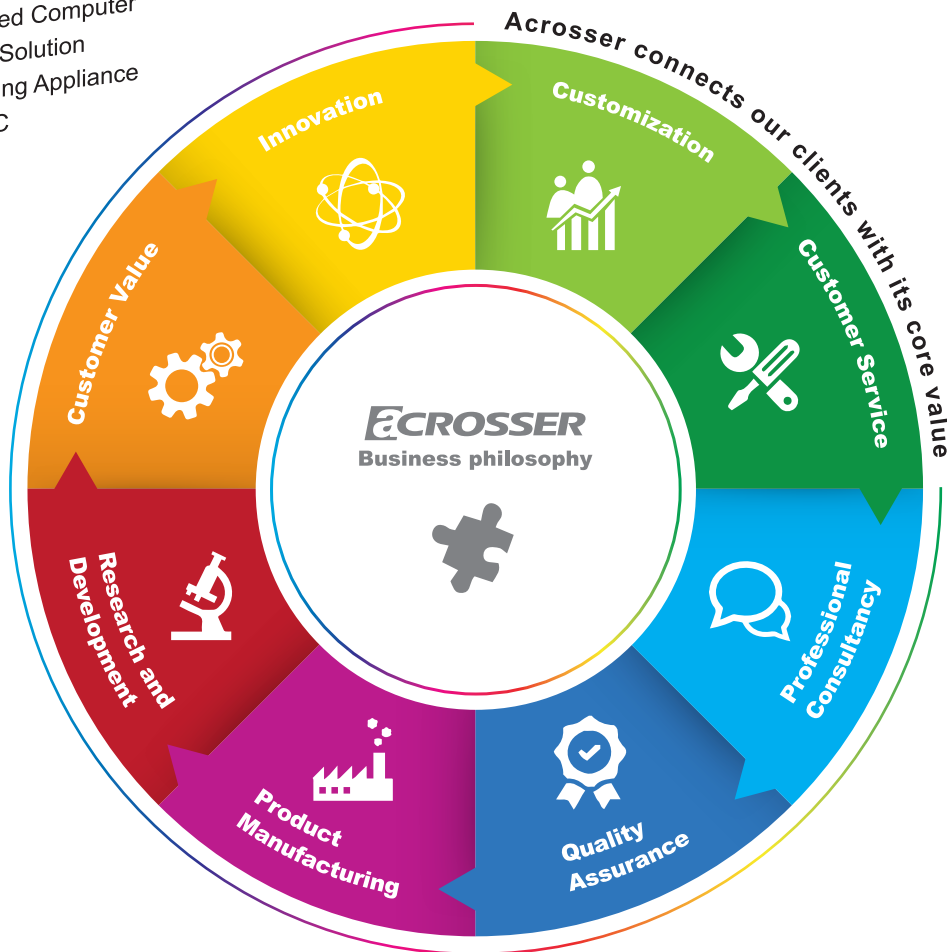 ed Computer
Solution
ng Appliance
C
Acrosser connects our clients with its core value
Innovation
Customization
Customer Service
Professional
Consultancy
Quality
Assurance
Product
Manufacturing
Research and
Development
Customer Value
ACROSSER
Business philosophy